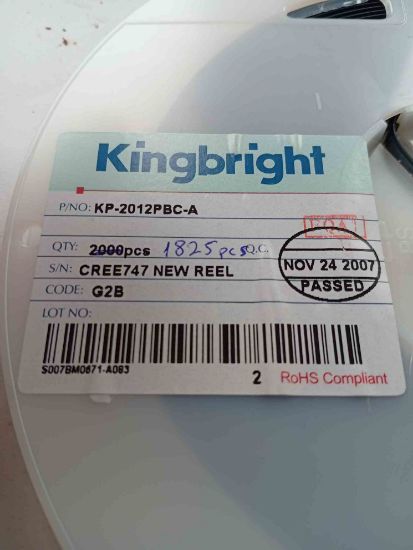 Kingbright
P/NO: KP-2012PBC-A
QTY: 2000pcs 1825pcs Q.C.
S/N: CREE747 NEW REEL
NOV 24 2007
CODE: G2B
PASSED
LOT NO:
S007BM0671-A083
2 RoHS Compliant